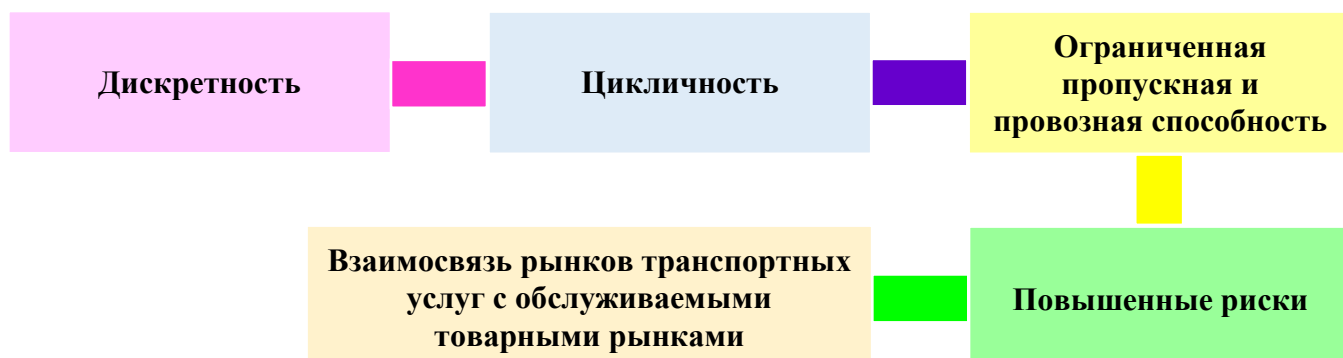 Дискретность
Цикличность
Ограниченная
пропускная и
провозная способность
Повышенные риски
Взаимосвязь рынков транспортных
услуг с обслуживаемыми
товарными рынками